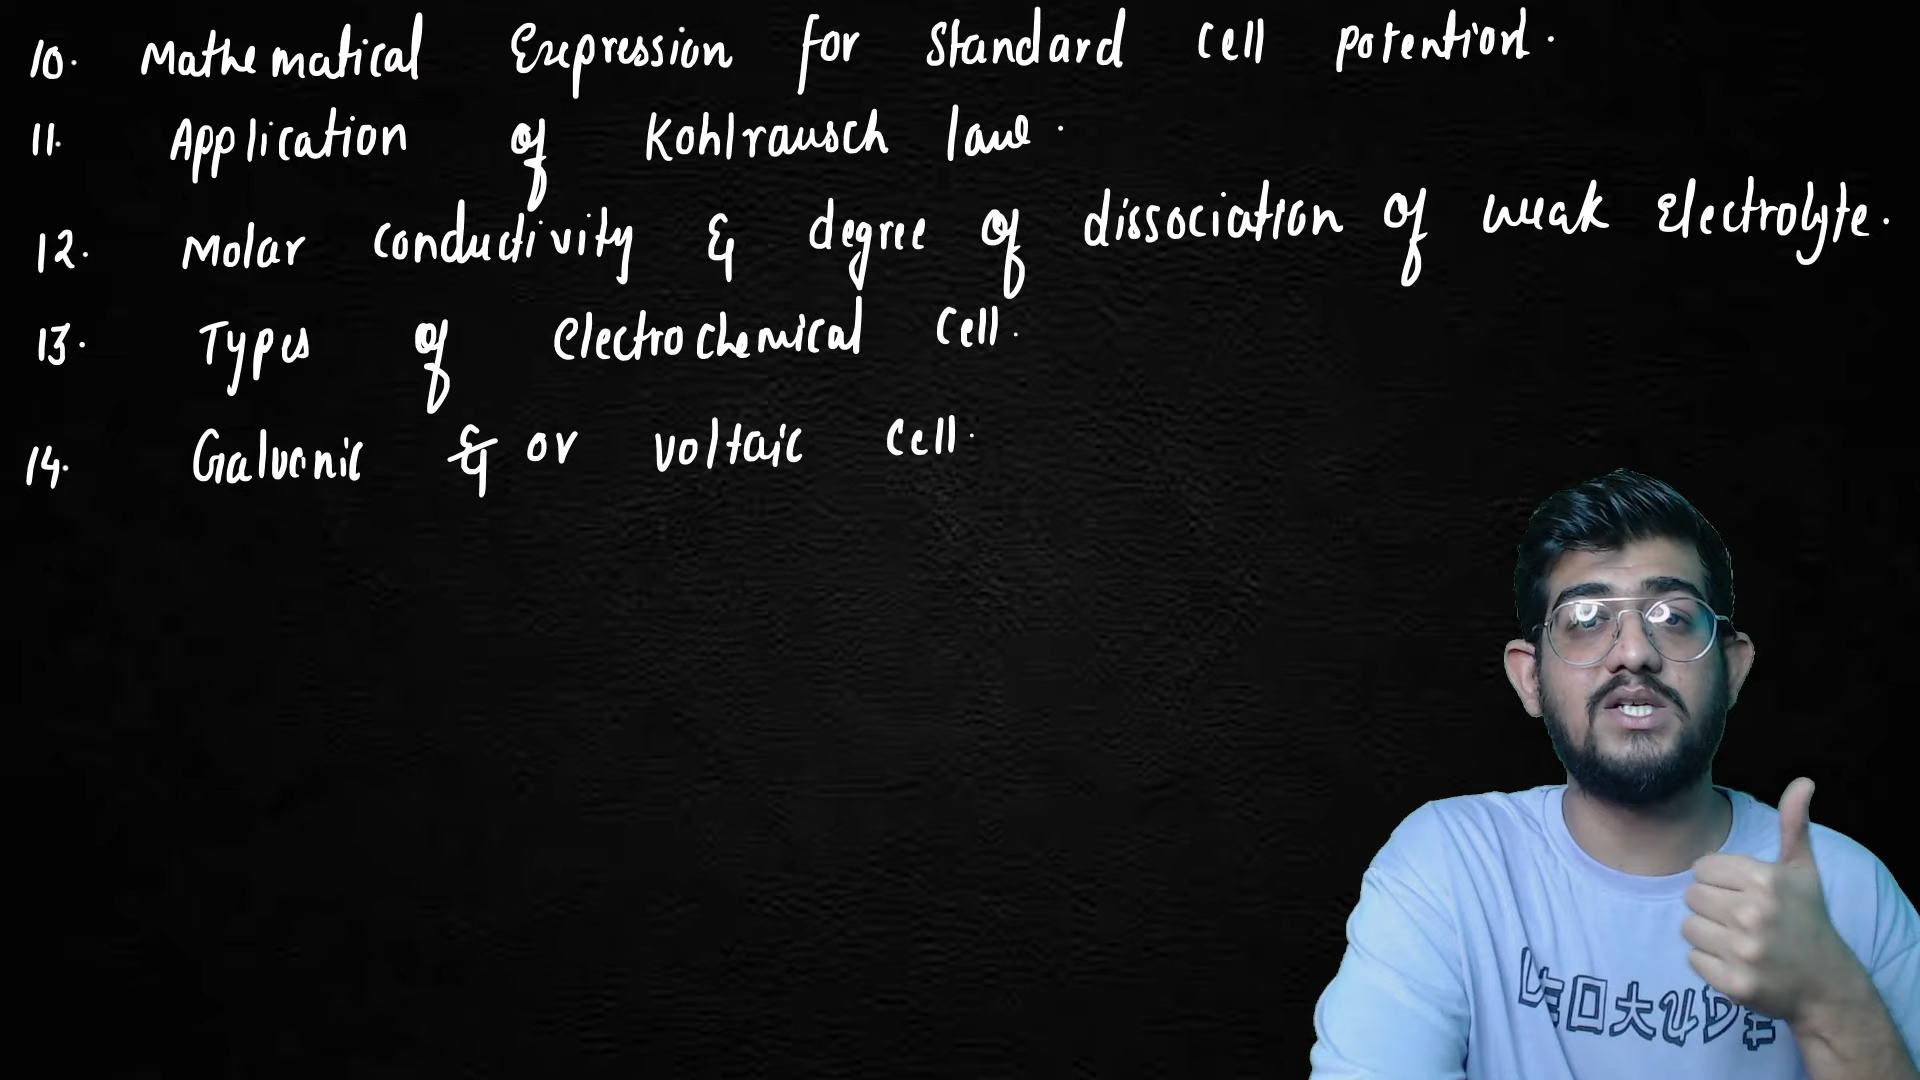 10. Mathematical Expression for standard cell potential.
11. Application of Kohlrausch law.
12. Molar conductivity & degree of dissociation of weak Electrolyte.
13. Types of electrochemical cell.
14. Galvanic & or voltaic cell.